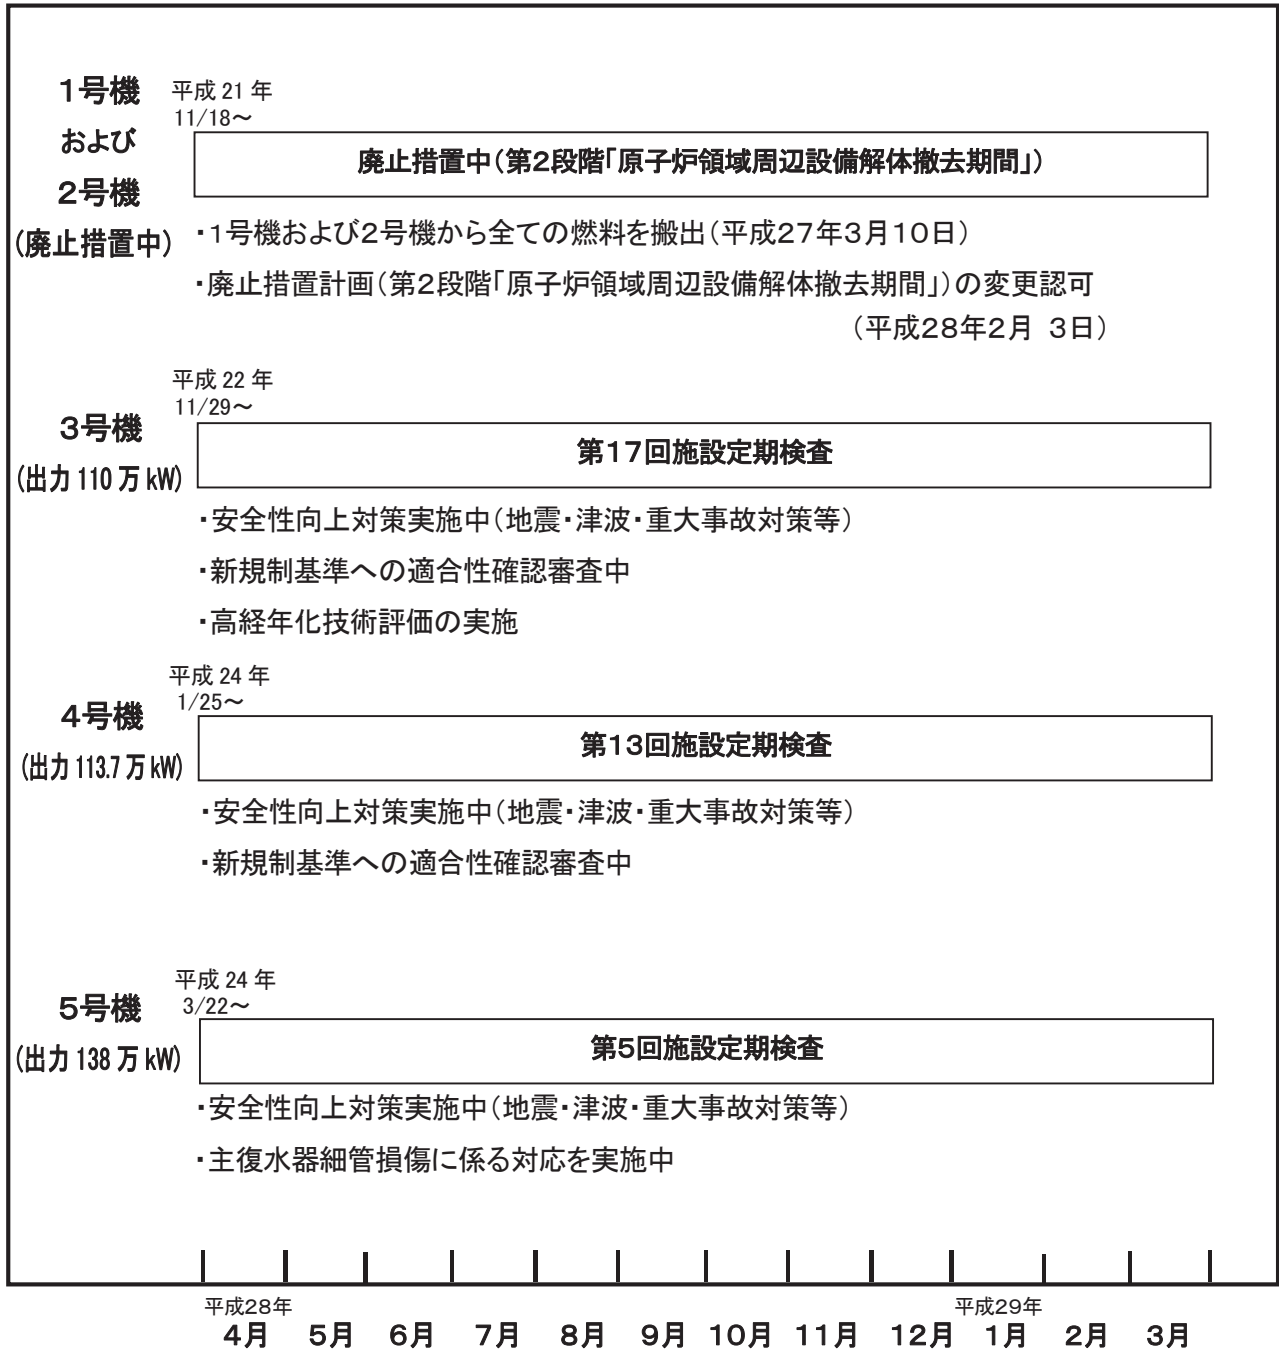 1号機
および
2号機
(廃止措置中)
平成 21 年
11/18～
廃止措置中(第2段階「原子炉領域周辺設備解体撤去期間」)
・1号機および2号機から全ての燃料を搬出(平成27年3月10日)
・廃止措置計画(第2段階「原子炉領域周辺設備解体撤去期間」)の変更認可
(平成28年2月 3日)
3号機
(出力 110 万 kW)
平成 22 年
11/29～
第17回施設定期検査
・安全性向上対策実施中(地震・津波・重大事故対策等)
・新規制基準への適合性確認審査中
・高経年化技術評価の実施
4号機
(出力 113.7 万 kW)
平成 24 年
1/25～
第13回施設定期検査
・安全性向上対策実施中(地震・津波・重大事故対策等)
・新規制基準への適合性確認審査中
5号機
(出力 138 万 kW)
平成 24 年
3/22～
第5回施設定期検査
・安全性向上対策実施中(地震・津波・重大事故対策等)
・主復水器細管損傷に係る対応を実施中
平成28年 平成29年
4月 5月 6月 7月 8月 9月 10月 11月 12月 1月 2月 3月